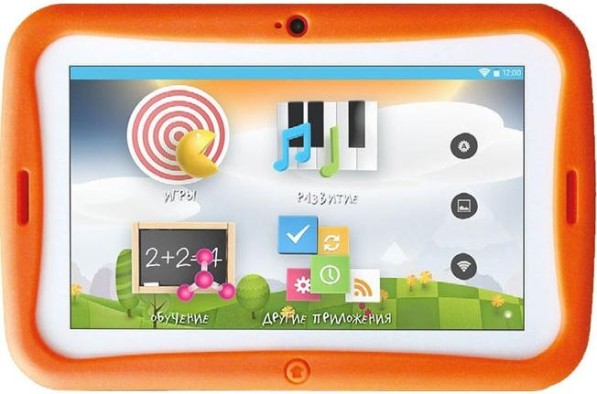 12:00
ИГРЫ
РАЗВИТИЕ
2+2=4
ОБУЧЕНИЕ
ДРУГИЕ ПРИЛОЖЕНИЯ